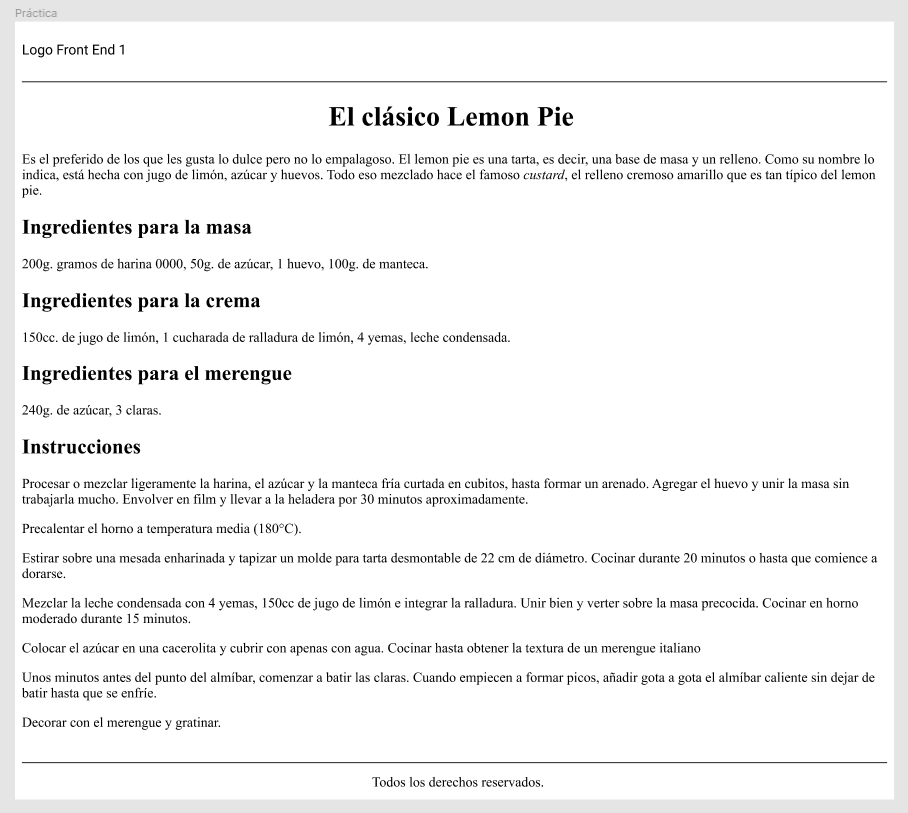 Práctica
Logo Front End 1
El clásico Lemon Pie
Es el preferido de los que les gusta lo dulce pero no lo empalagoso. El lemon pie es una tarta, es decir, una base de masa y un relleno. Como su nombre lo
indica, está hecha con jugo de limón, azúcar y huevos. Todo eso mezclado hace el famoso custard, el relleno cremoso amarillo que es tan típico del lemon
pie.
Ingredientes para la masa
200g. gramos de harina 0000, 50g. de azúcar, 1 huevo, 100g. de manteca.
Ingredientes para la crema
150cc. de jugo de limón, 1 cucharada de ralladura de limón, 4 yemas, leche condensada.
Ingredientes para el merengue
240g. de azúcar, 3 claras.
Instrucciones
Procesar o mezclar ligeramente la harina, el azúcar y la manteca fría curtada en cubitos, hasta formar un arenado. Agregar el huevo y unir la masa sin
trabajarla mucho. Envolver en film y llevar a la heladera por 30 minutos aproximadamente.
Precalentar el horno a temperatura media (180°C).
Estirar sobre una mesada enharinada y tapizar un molde para tarta desmontable de 22 cm de diámetro. Cocinar durante 20 minutos o hasta que comience a
dorarse.
Mezclar la leche condensada con 4 yemas, 150cc de jugo de limón e integrar la ralladura. Unir bien y verter sobre la masa precocida. Cocinar en horno
moderado durante 15 minutos.
Colocar el azúcar en una cacerolita y cubrir con apenas con agua. Cocinar hasta obtener la textura de un merengue italiano
Unos minutos antes del punto del almíbar, comenzar a batir las claras. Cuando empiecen a formar picos, añadir gota a gota el almíbar caliente sin dejar de
batir hasta que se enfríe.
Decorar con el merengue y gratinar.
Todos los derechos reservados.